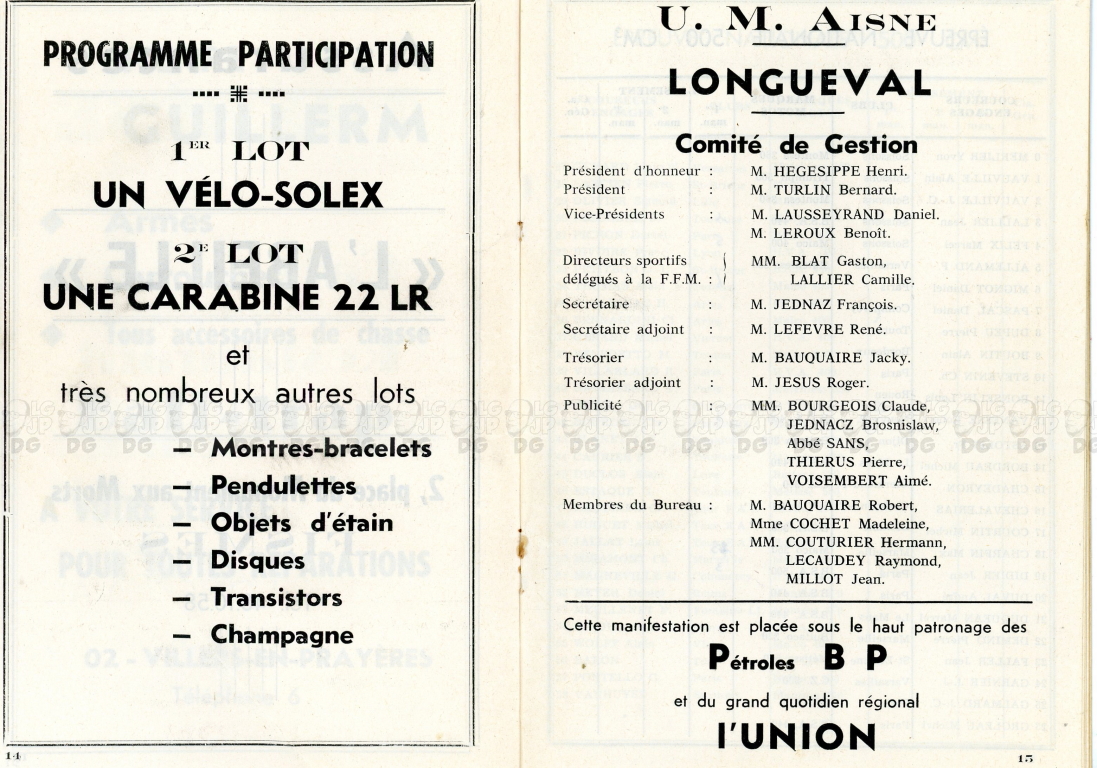 PROGRAMME PARTICIPATION
1ER LOT
UN VÉLO-SOLEX
2E LOT
UNE CARABINE 22 LR
et
très nombreux autres lots
— Montres-bracelets
— Pendulettes
— Objets d'étain
— Disques
— Transistors
— Champagne
14
U. M. AISNE
LONGUEVAL
Comité de Gestion
Président d'honneur : M. HEGESIPPE Henri.
Président : M. TURLIN Bernard.
Vice-Présidents : M. LAUSSEYRAND Daniel.
M. LEROUX Benoît.
Directeurs sportifs MM. BLAT Gaston,
délégués à la F.F.M. : LALLIER Camille.
Secrétaire : M. JEDNAZ François.
Secrétaire adjoint : M. LEFEVRE René.
Trésorier : M. BAUQUAIRE Jacky.
Trésorier adjoint : M. JESUS Roger.
Publicité : MM. BOURGEOIS Claude,
JEDNACZ Brosnislaw,
Abbé SANS,
THIERUS Pierre,
VOISEMBERT Aimé.
Membres du Bureau : M. BAUQUAIRE Robert,
Mme COCHET Madeleine,
MM. COUTURIER Hermann,
LECAUDEY Raymond,
MILLOT Jean.
Cette manifestation est placée sous le haut patronage des
Pétroles B P
et du grand quotidien régional
l'UNION
15